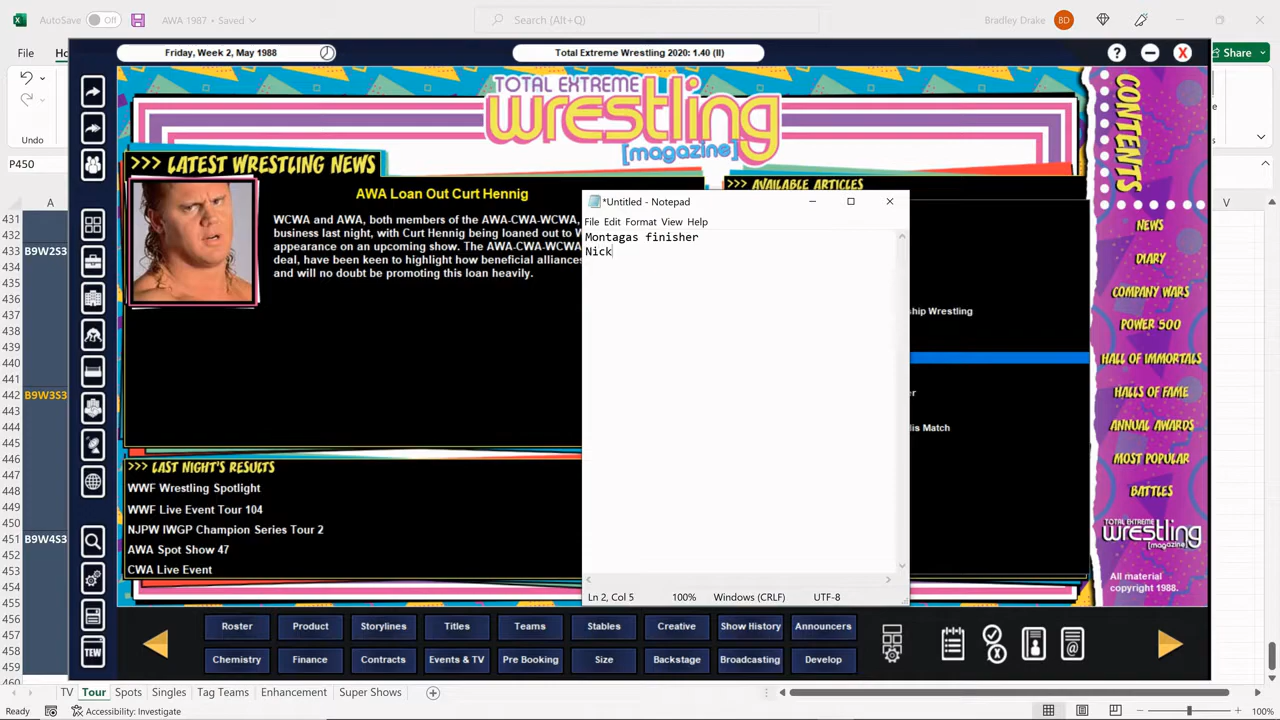 AutoSave Off AWA 1987 • Saved
Search (Alt+Q)
Bradley Drake BD
File
Share
Undo
P50
A V
Friday, Week 2, May 1988
Total Extreme Wrestling 2020: 1.40 (II)
? X
TOTAL EXTREME
wrestling
[magazine]
>>> LATEST WRESTLING NEWS
AWA Loan Out Curt Hennig
WCWA and AWA, both members of the AWA-CWA-WCWA,
business last night, with Curt Hennig being loaned out to W
appearance on an upcoming show. The AWA-CWA-WCW
deal, have been keen to highlight how beneficial alliances
and will no doubt be promoting this loan heavily.
>>> AVAILABLE ARTICLES
ship Wrestling
er
lis Match
*Untitled - Notepad
File Edit Format View Help
Montagas finisher
Nick
Ln 2, Col 5 100% Windows (CRLF) UTF-8
>>> LAST NIGHT'S RESULTS
WWF Wrestling Spotlight
WWF Live Event Tour 104
NJPW IWGP Champion Series Tour 2
AWA Spot Show 47
CWA Live Event
CONTENTS
NEWS
DIARY
COMPANY WARS
POWER 500
HALL OF IMMORTALS
HALLS OF FAME
ANNUAL AWARDS
MOST POPULAR
BATTLES
TOTAL EXTREME
wrestling
[magazine]
All material
copyright 1988.
431
B9W2S3
436
437
438
439
440
441
442 B9W3S3
443
444
445
446
447
448
449
450
451 B9W4S3
452
453
454
455
456
457
458
459
460
TEW
Roster Product Storylines Titles Teams Stables Creative Show History Announcers
Chemistry Finance Contracts Events & TV Pre Booking Size Backstage Broadcasting Develop
TV Tour Spots Singles Tag Teams Enhancement Super Shows
Ready Accessibility: Investigate 100%